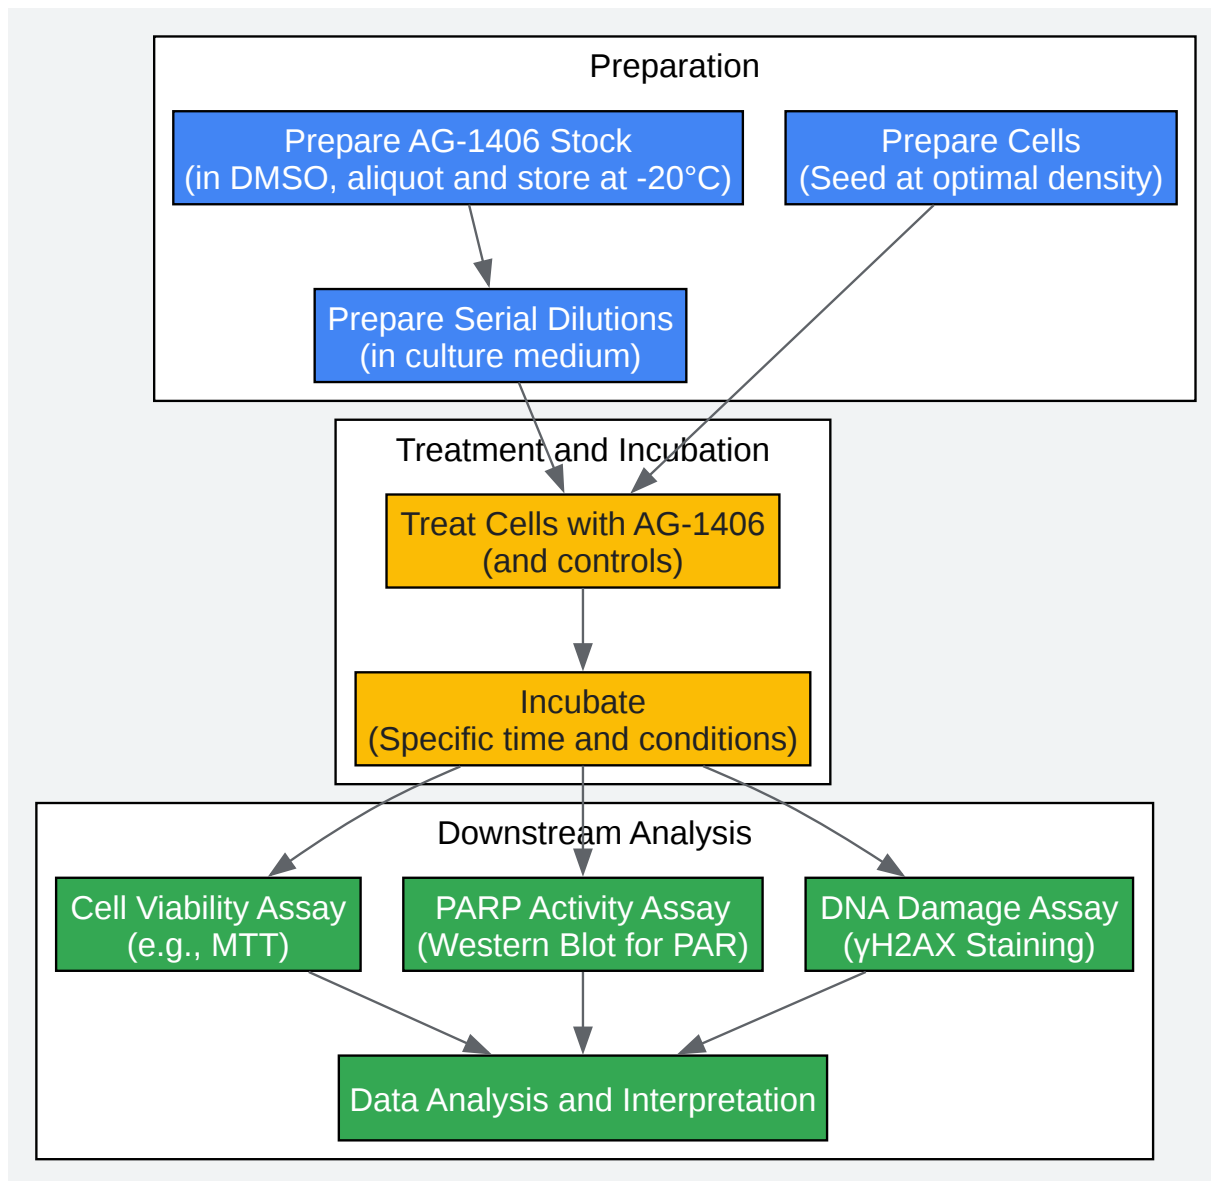 Preparation
Prepare AG-1406 Stock
(in DMSO, aliquot and store at -20°C)
Prepare Cells
(Seed at optimal density)
Prepare Serial Dilutions
(in culture medium)
Treatment and Incubation
Treat Cells with AG-1406
(and controls)
Incubate
(Specific time and conditions)
Downstream Analysis
Cell Viability Assay
(e.g., MTT)
PARP Activity Assay
(Western Blot for PAR)
DNA Damage Assay
(γH2AX Staining)
Data Analysis and Interpretation